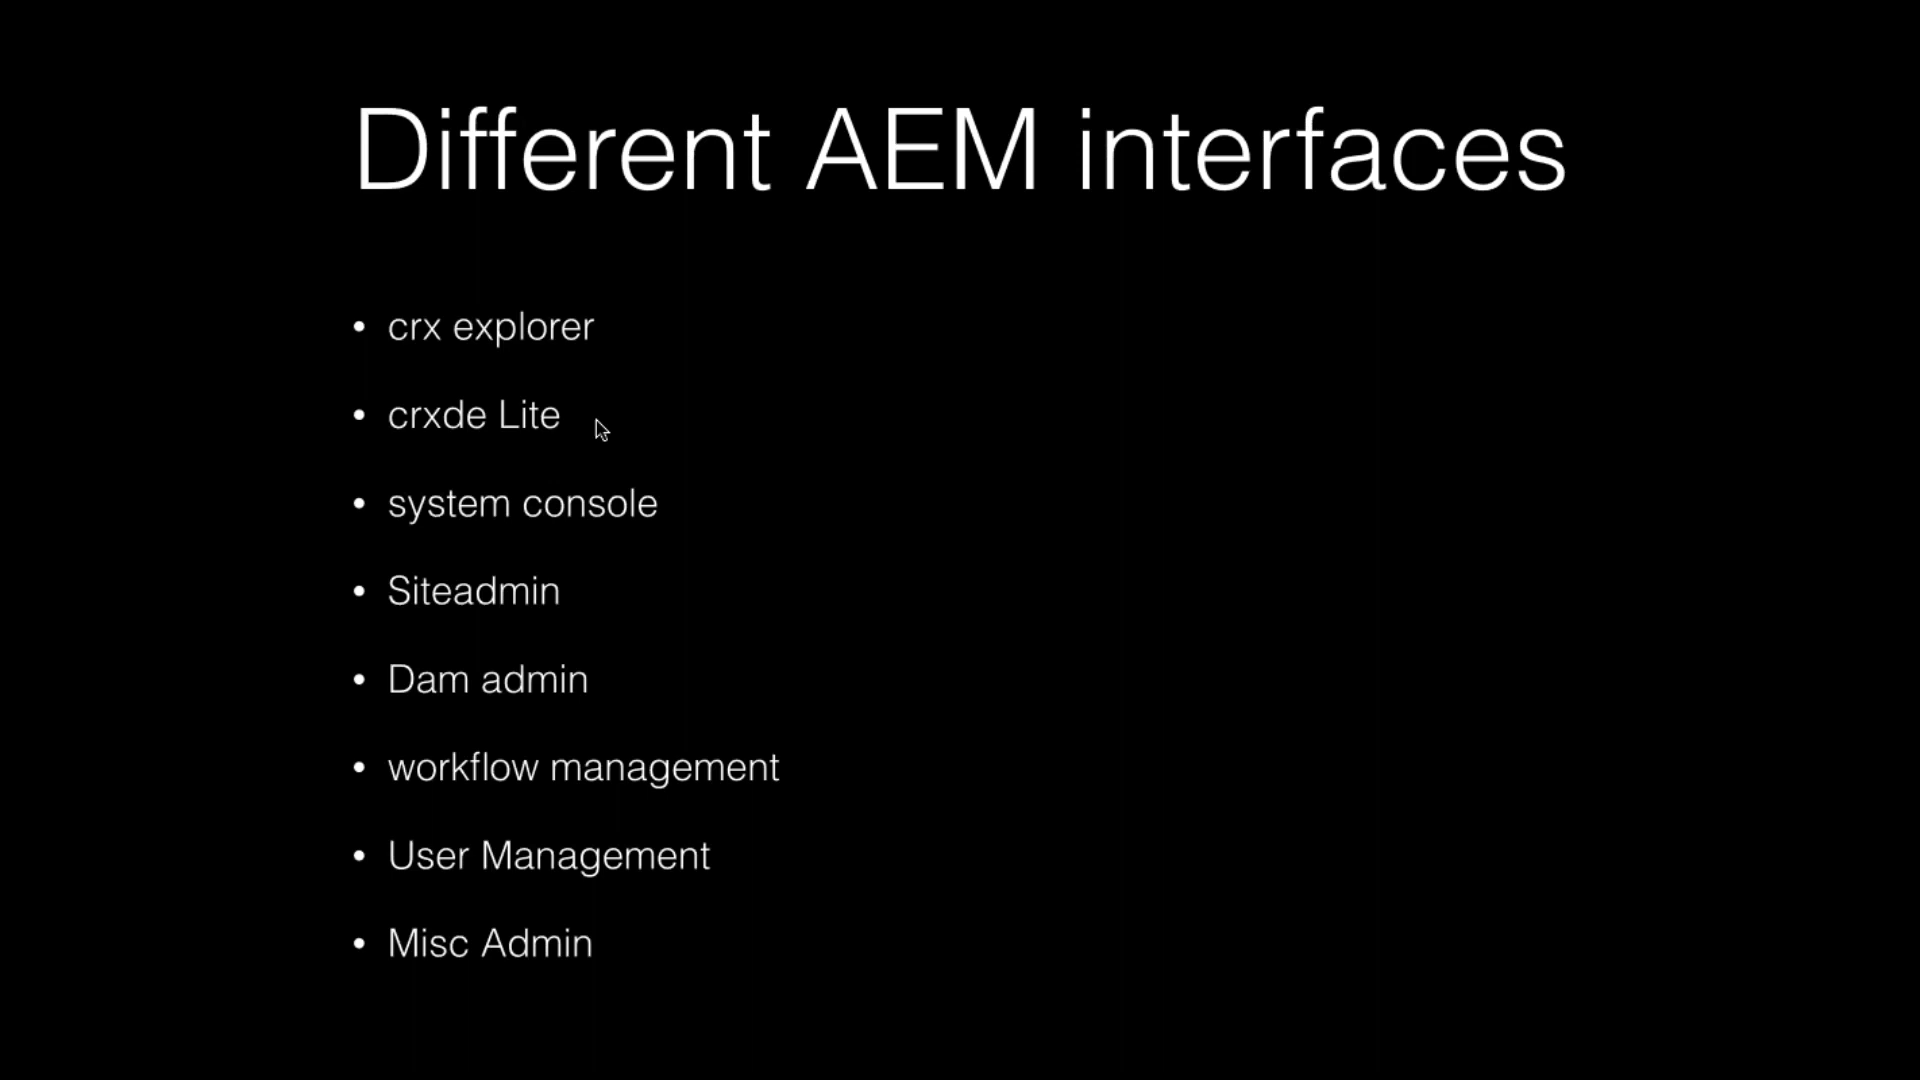 Different AEM interfaces
• crx explorer
• crxde Lite
• system console
• Siteadmin
• Dam admin
• workflow management
• User Management
• Misc Admin